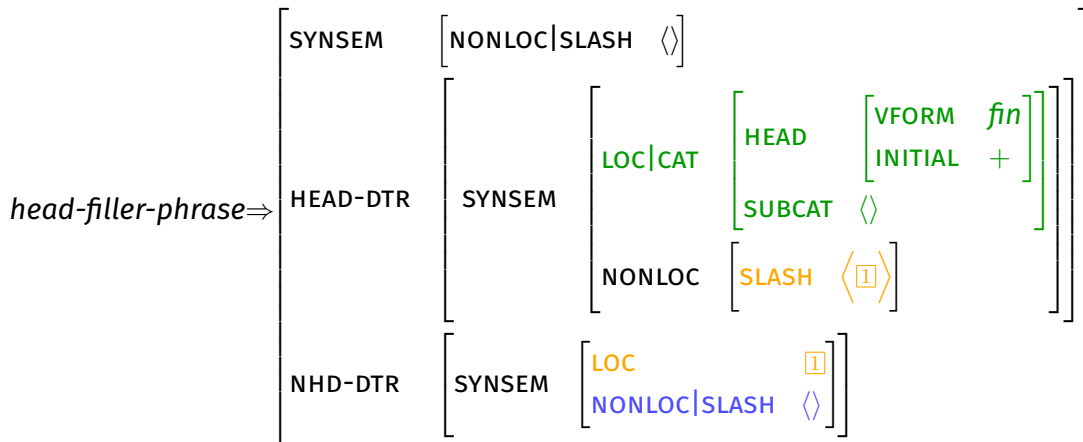 SYNSEM [NONLOC|SLASH ⟨⟩]
VFORM fin
HEAD
LOC|CAT INITIAL +
head-filler-phrase⇒ HEAD-DTR SYNSEM
SUBCAT ⟨⟩
NONLOC [SLASH ⟨1⟩]
LOC 1
NHD-DTR SYNSEM
NONLOC|SLASH ⟨⟩